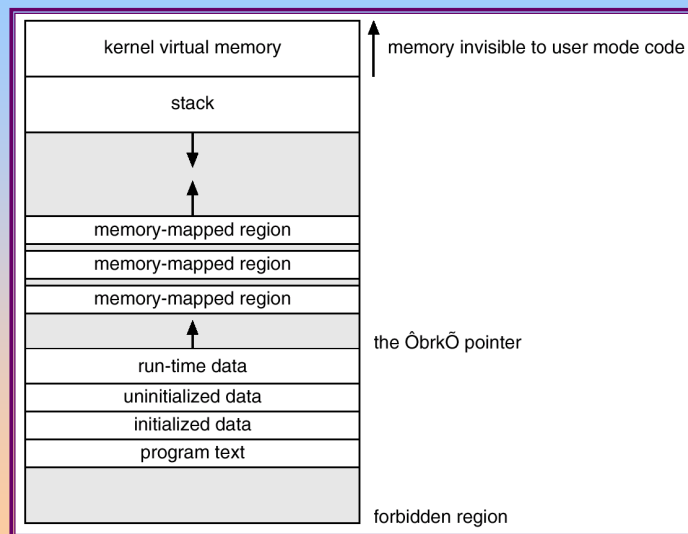 kernel virtual memory
memory invisible to user mode code
stack
memory-mapped region
memory-mapped region
memory-mapped region
the ÔbrkÕ pointer
run-time data
uninitialized data
initialized data
program text
forbidden region